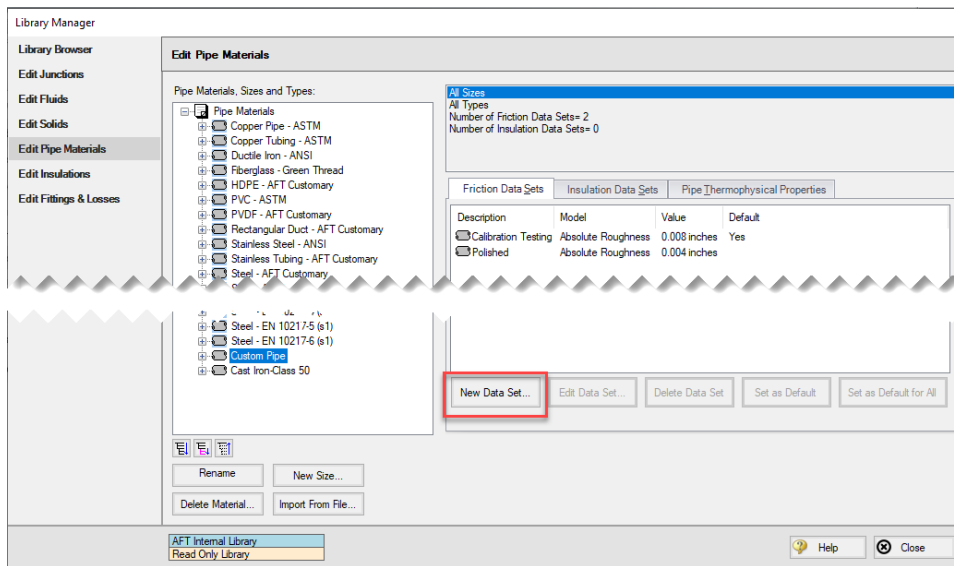 Library Manager
Library Browser
Edit Junctions
Edit Fluids
Edit Solids
Edit Pipe Materials
Edit Insulations
Edit Fittings & Losses
Edit Pipe Materials
Pipe Materials, Sizes and Types:
Pipe Materials
Copper Pipe - ASTM
Copper Tubing - ASTM
Ductile Iron - ANSI
Fiberglass - Green Thread
HDPE - AFT Customary
PVC - ASTM
PVDF - AFT Customary
Rectangular Duct - AFT Customary
Stainless Steel - ANSI
Stainless Tubing - AFT Customary
Steel - AFT Customary
Steel - EN 10217-5 (s1)
Steel - EN 10217-6 (s1)
Custom Pipe
Cast Iron-Class 50
Rename New Size...
Delete Material... Import From File...
All Sizes
All Types
Number of Friction Data Sets= 2
Number of Insulation Data Sets= 0
Friction Data Sets Insulation Data Sets Pipe Thermophysical Properties
Description Model Value Default
Calibration Testing Absolute Roughness 0.008 inches Yes
Polished Absolute Roughness 0.004 inches
New Data Set... Edit Data Set... Delete Data Set Set as Default Set as Default for All
AFT Internal Library
Read Only Library
Help Close